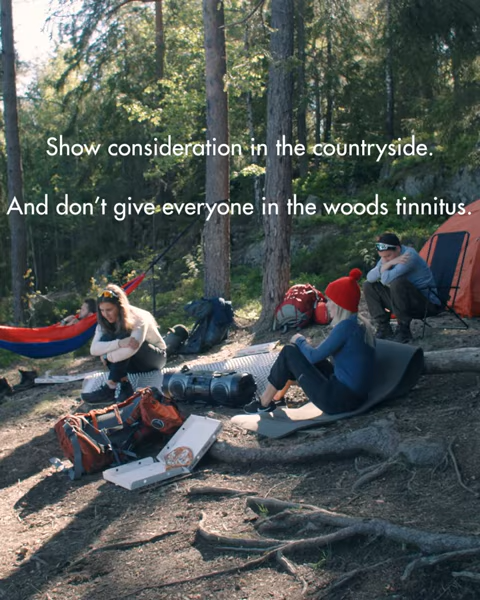 Show consideration in the countryside.
And don't give everyone in the woods tinnitus.